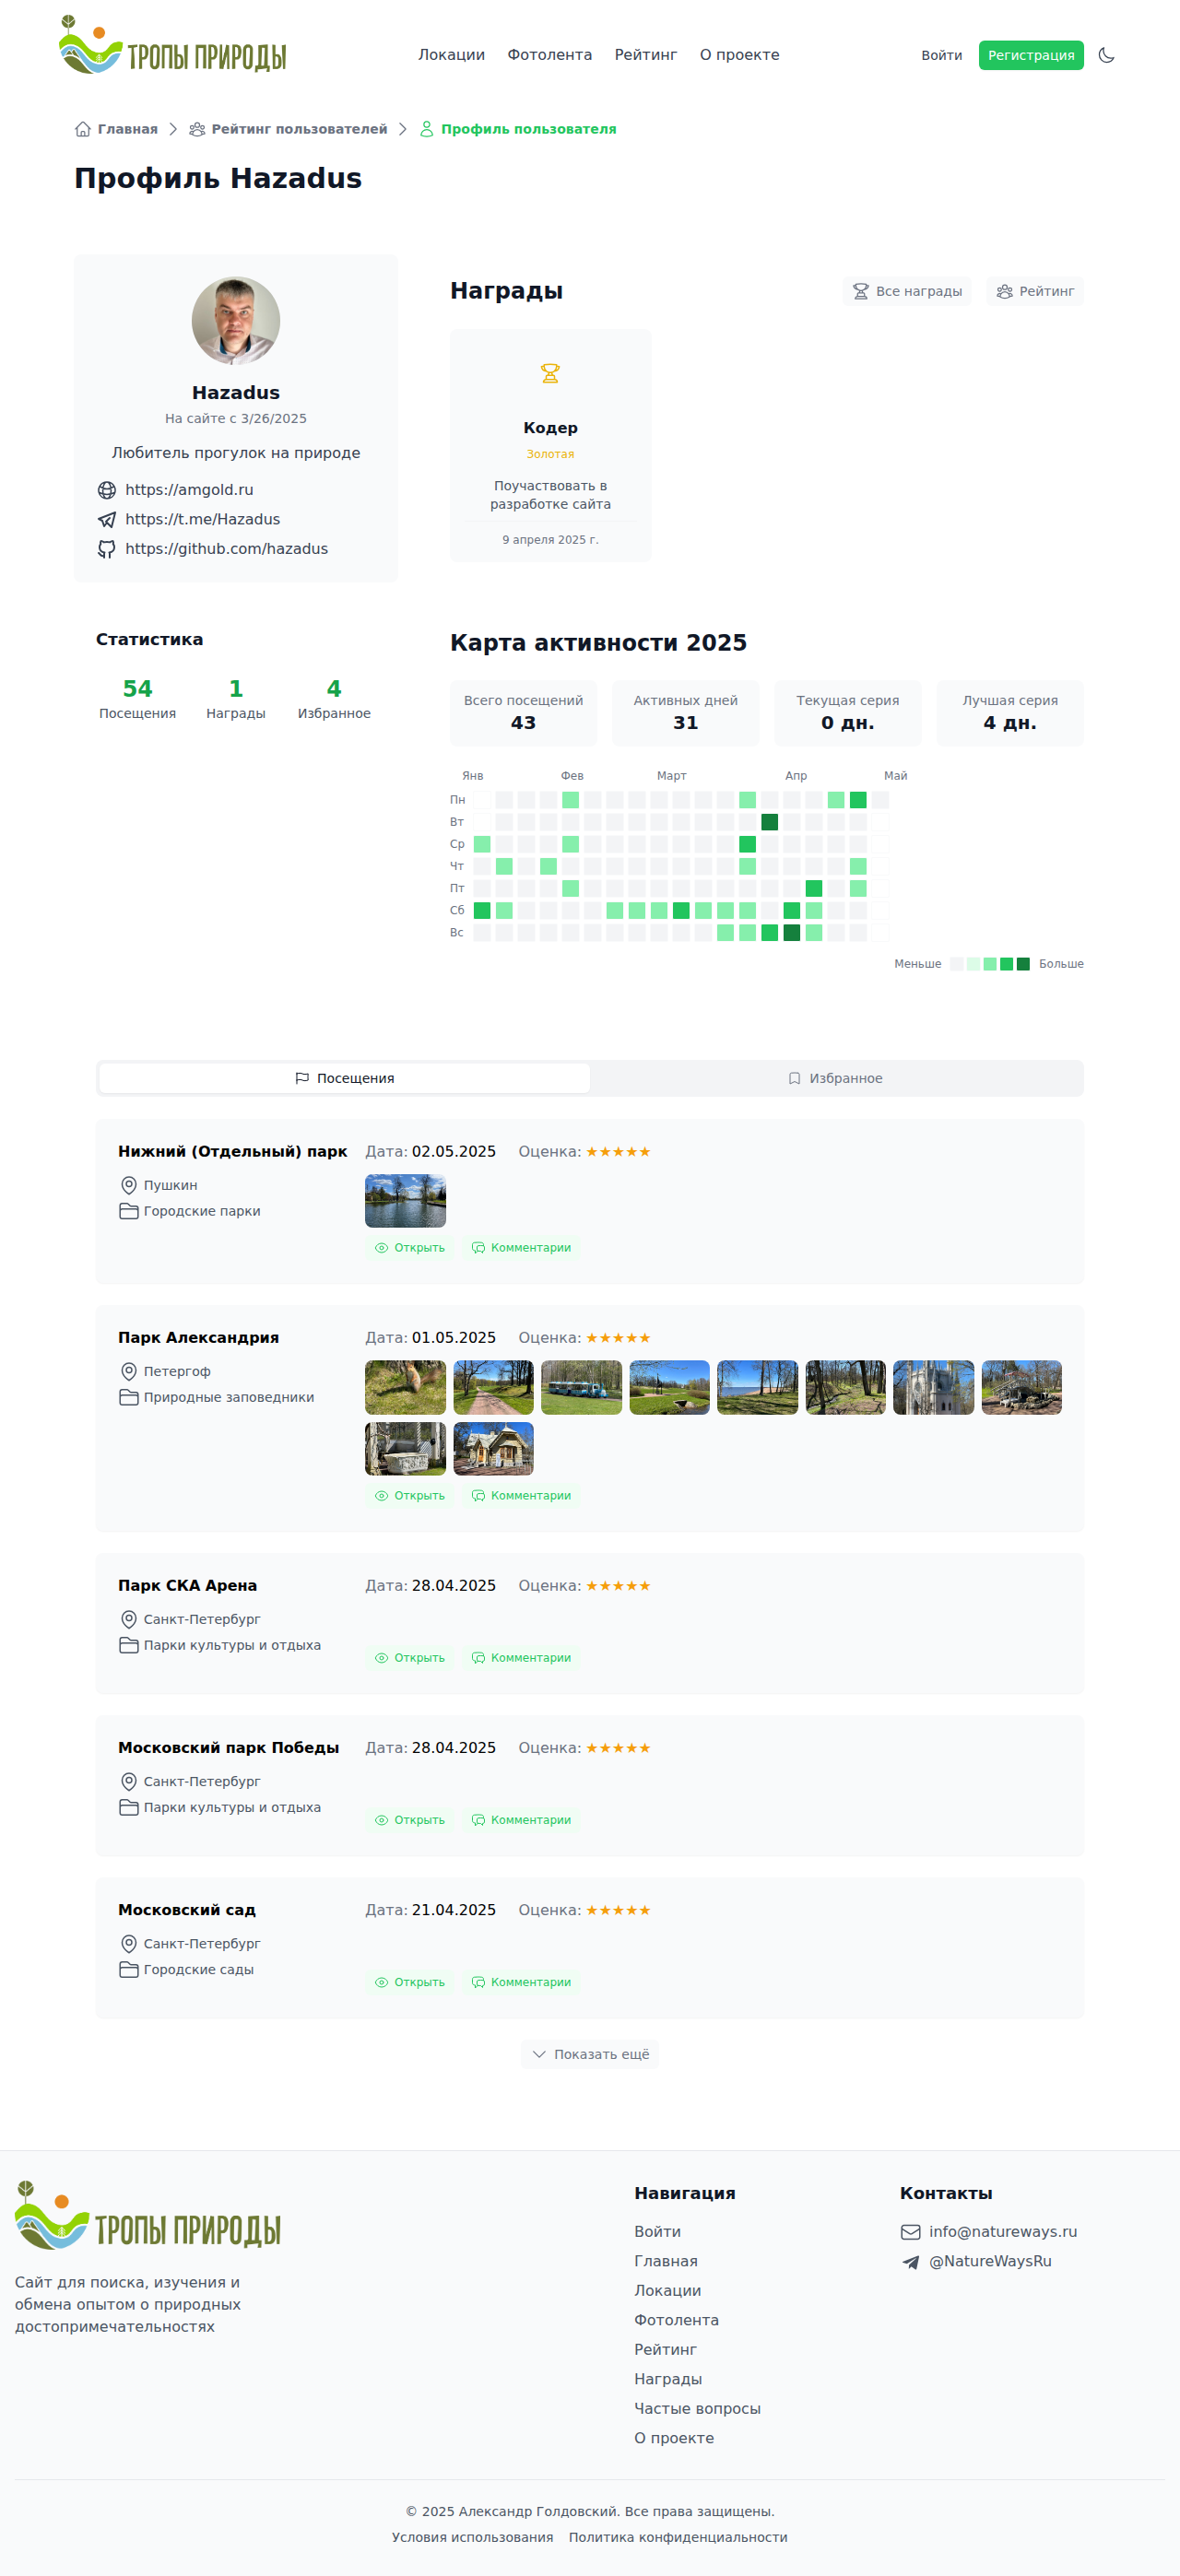 ТРОПЫ ПРИРОДЫ
Локации Фотолента Рейтинг О проекте
Войти Регистрация
Главная Рейтинг пользователей Профиль пользователя
Профиль Hazadus
Hazadus
На сайте с 3/26/2025
Любитель прогулок на природе
https://amgold.ru
https://t.me/Hazadus
https://github.com/hazadus
Награды
Все награды Рейтинг
Кодер
Золотая
Поучаствовать в
разработке сайта
9 апреля 2025 г.
Статистика
54 1 4
Посещения Награды Избранное
Карта активности 2025
Всего посещений Активных дней Текущая серия Лучшая серия
43 31 0 дн. 4 дн.
Янв Фев Март Апр Май
Пн
Вт
Ср
Чт
Пт
Сб
Вс
Меньше Больше
Посещения Избранное
Нижний (Отдельный) парк Дата: 02.05.2025 Оценка: ★★★★★
Пушкин
Городские парки
Открыть Комментарии
Парк Александрия Дата: 01.05.2025 Оценка: ★★★★★
Петергоф
Природные заповедники
Открыть Комментарии
Парк СКА Арена Дата: 28.04.2025 Оценка: ★★★★★
Санкт-Петербург
Парки культуры и отдыха
Открыть Комментарии
Московский парк Победы Дата: 28.04.2025 Оценка: ★★★★★
Санкт-Петербург
Парки культуры и отдыха
Открыть Комментарии
Московский сад Дата: 21.04.2025 Оценка: ★★★★★
Санкт-Петербург
Городские сады
Открыть Комментарии
Показать ещё
ТРОПЫ ПРИРОДЫ
Сайт для поиска, изучения и
обмена опытом о природных
достопримечательностях
Навигация
Войти
Главная
Локации
Фотолента
Рейтинг
Награды
Частые вопросы
О проекте
Контакты
info@natureways.ru
@NatureWaysRu
© 2025 Александр Голдовский. Все права защищены.
Условия использования Политика конфиденциальности